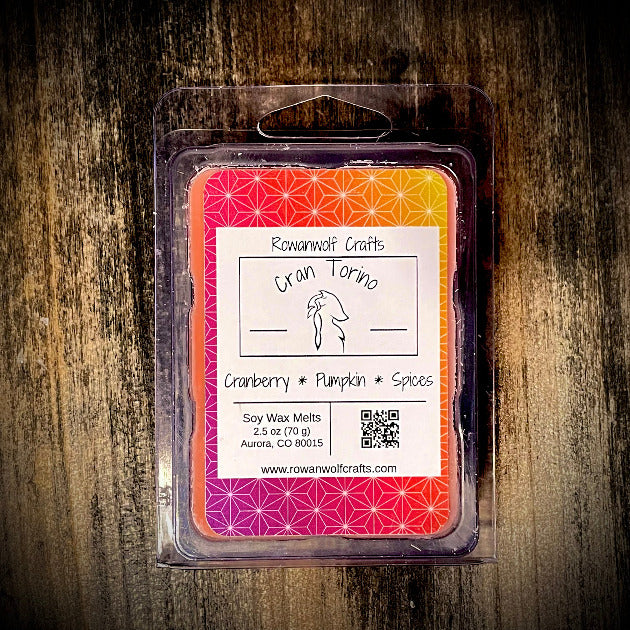 Rowanwolf Crafts
Cran Torino
Cranberry * Pumpkin * Spices
Soy Wax Melts
2.5 oz (70 g)
Aurora, CO 80015
www.rowanwolfcrafts.com